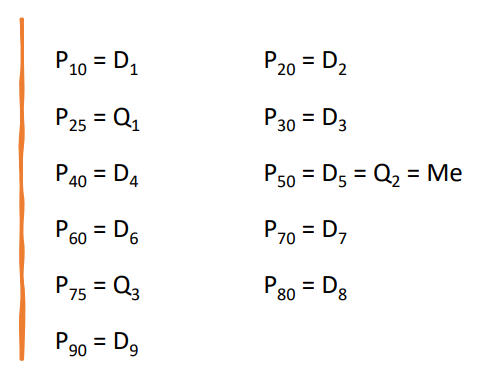 P₁₀ = D₁ P₂₀ = D₂
P₂₅ = Q₁ P₃₀ = D₃
P₄₀ = D₄ P₅₀ = D₅ = Q₂ = Me
P₆₀ = D₆ P₇₀ = D₇
P₇₅ = Q₃ P₈₀ = D₈
P₉₀ = D₉